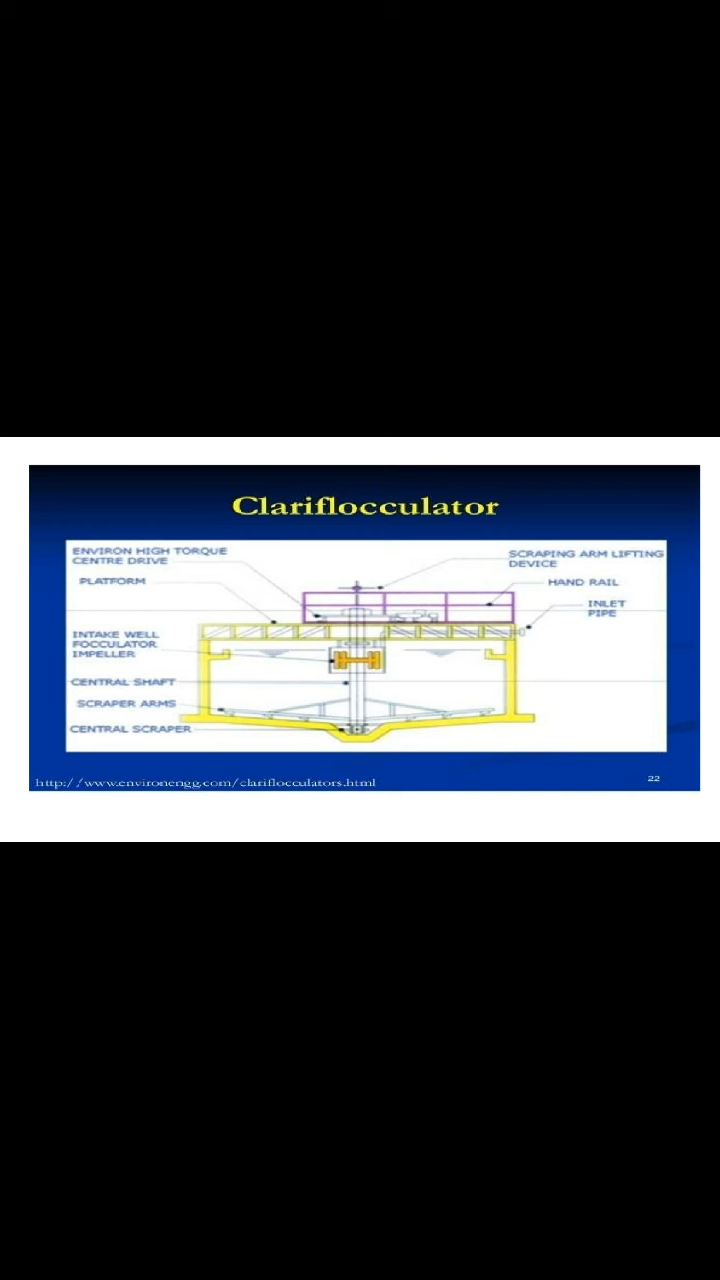 Clariflocculator
ENVIRON HIGH TORQUE
CENTRE DRIVE
PLATFORM
INTAKE WELL
FOCCULATOR
IMPELLER
CENTRAL SHAFT
SCRAPER ARMS
CENTRAL SCRAPER
SCRAPING ARM LIFTING
DEVICE
HAND RAIL
INLET
PIPE
http://www.environengg.com/clariflocculators.html
22